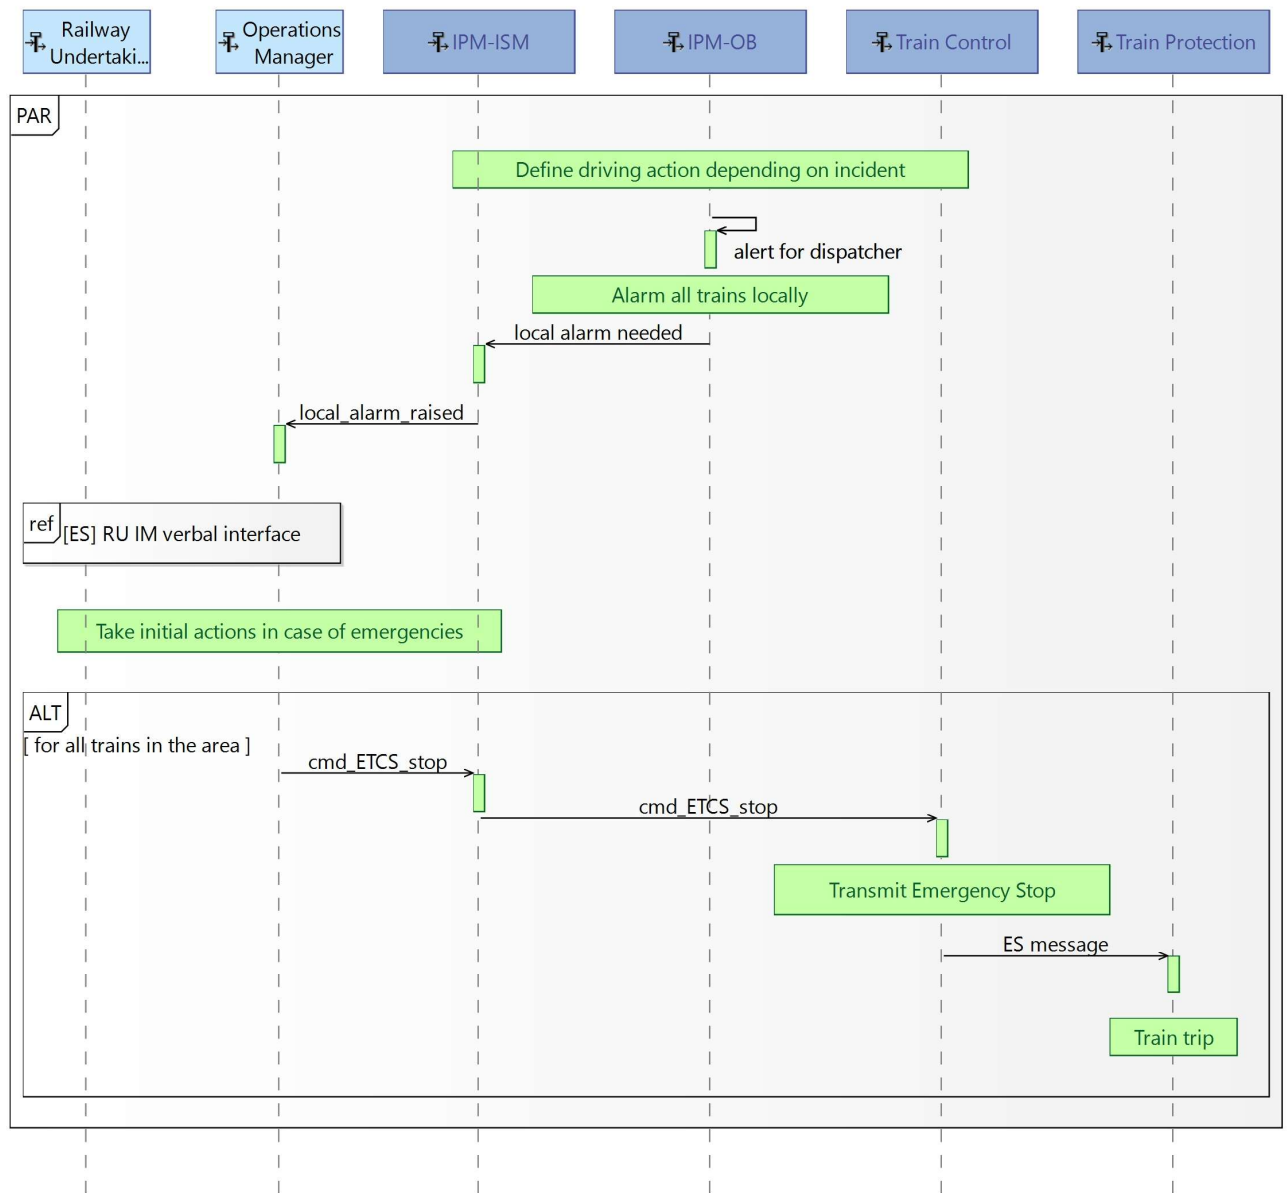 Railway
Undertaki...
Operations
Manager
IPM-ISM
IPM-OB
Train Control
Train Protection
PAR
Define driving action depending on incident
alert for dispatcher
Alarm all trains locally
local alarm needed
local_alarm_raised
ref
[ES] RU IM verbal interface
Take initial actions in case of emergencies
ALT
[ for all trains in the area ]
cmd_ETCS_stop
cmd_ETCS_stop
Transmit Emergency Stop
ES message
Train trip